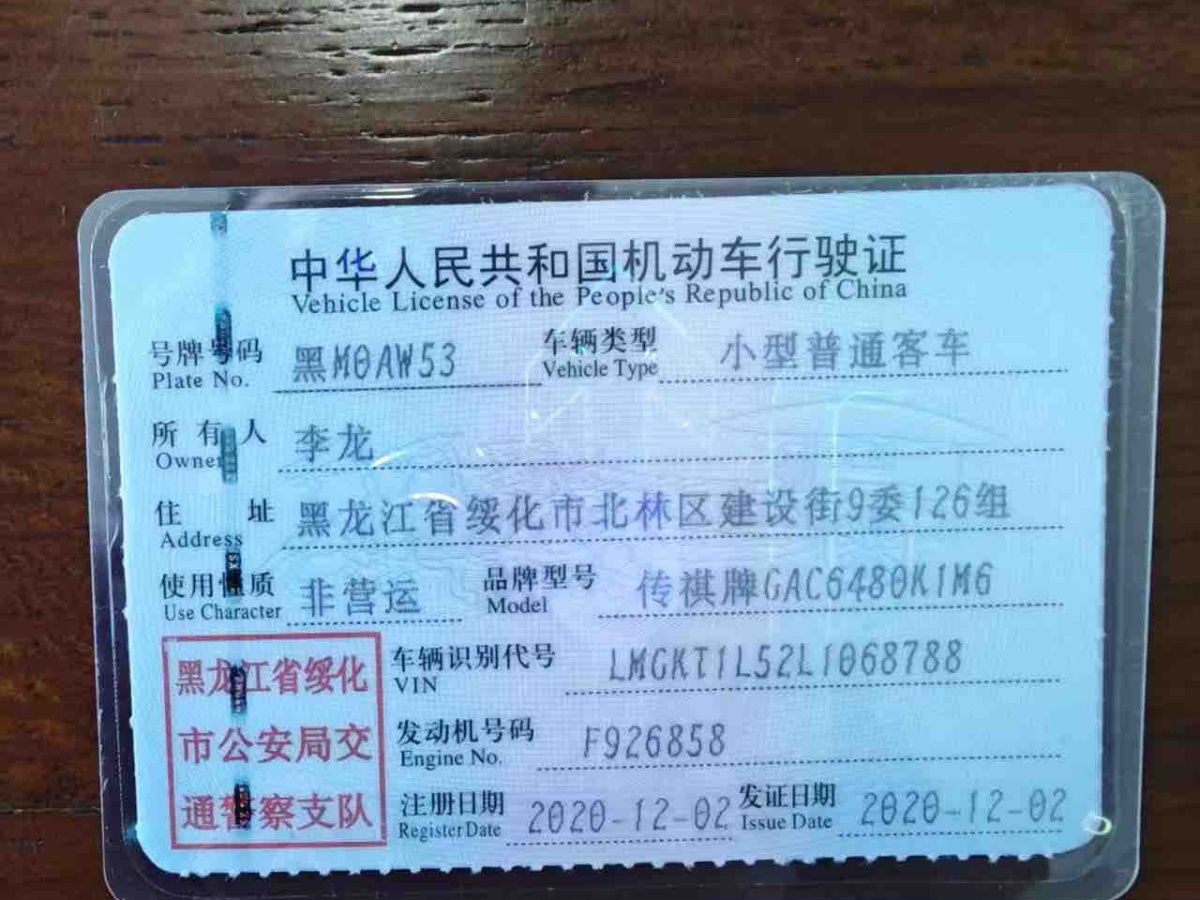 中华人民共和国机动车行驶证
Vehicle License of the People's Republic of China
号牌号码 黑M0AW53 车辆类型 小型普通客车
Plate No. Vehicle Type
所有人 李龙
Owner
住址 黑龙江省绥化市北林区建设街9委126组
Address
使用性质 非营运 品牌型号 传祺牌GAC6480K1M6
Use Character Model
黑龙江省绥化
市公安局交
通警察支队
车辆识别代号 LMGKT1L52L1068788
VIN
发动机号码 F926858
Engine No.
注册日期 2020-12-02 发证日期 2020-12-02
Register Date Issue Date